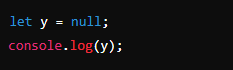 let y = null;
console.log(y);